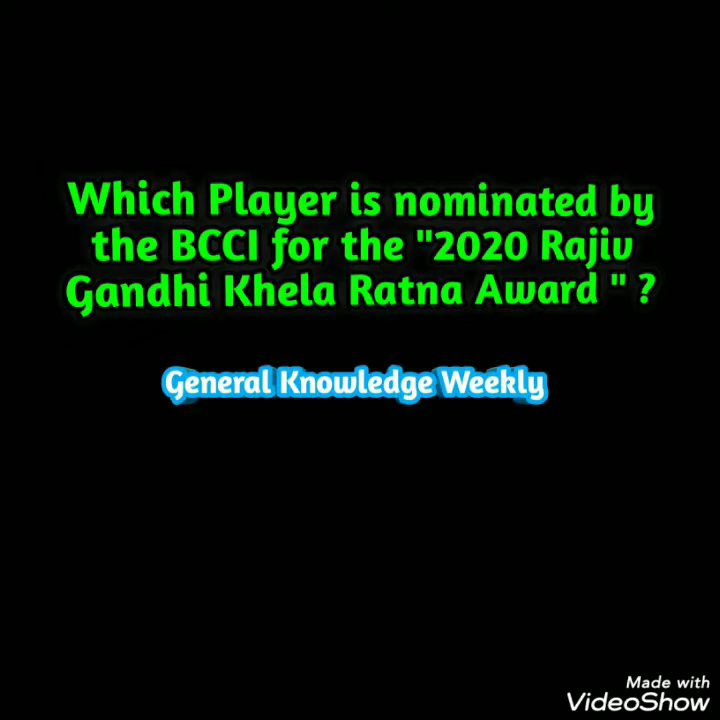 Which Player is nominated by
the BCCI for the "2020 Rajiv
Gandhi Khela Ratna Award " ?
General Knowledge Weekly
Made with
VideoShow